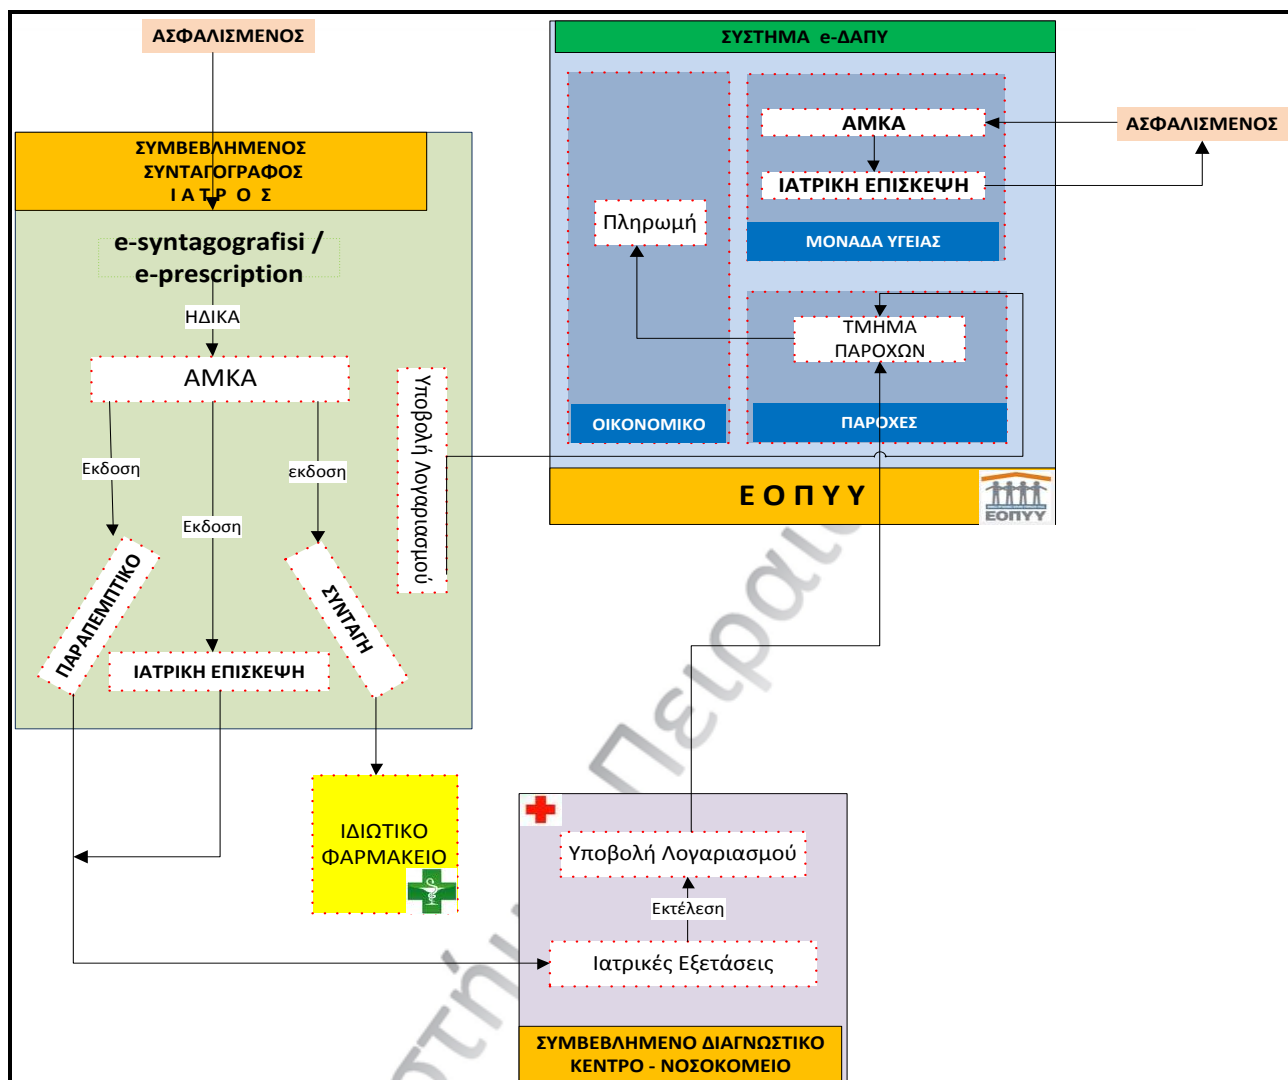 ΑΣΦΑΛΙΣΜΕΝΟΣ
ΣΥΜΒΕΒΛΗΜΕΝΟΣ
ΣΥΝΤΑΓΟΓΡΑΦΟΣ
Ι Α Τ Ρ Ο Σ
e-syntagografisi /
e-prescription
ΗΔΙΚΑ
ΑΜΚΑ
Εκδοση
Εκδοση
εκδοση
ΠΑΡΑΠΕΜΠΤΙΚΟ
ΙΑΤΡΙΚΗ ΕΠΙΣΚΕΨΗ
ΣΥΝΤΑΓΗ
Υποβολή Λογαριασμού
ΙΔΙΩΤΙΚΟ
ΦΑΡΜΑΚΕΙΟ
ΣΥΣΤΗΜΑ e-ΔΑΠΥ
ΑΜΚΑ
ΙΑΤΡΙΚΗ ΕΠΙΣΚΕΨΗ
ΜΟΝΑΔΑ ΥΓΕΙΑΣ
Πληρωμή
ΤΜΗΜΑ
ΠΑΡΟΧΩΝ
ΟΙΚΟΝΟΜΙΚΟ
ΠΑΡΟΧΕΣ
Ε Ο Π Υ Υ
ΕΟΠΥΥ
ΑΣΦΑΛΙΣΜΕΝΟΣ
Υποβολή Λογαριασμού
Εκτέλεση
Ιατρικές Εξετάσεις
ΣΥΜΒΕΒΛΗΜΕΝΟ ΔΙΑΓΝΩΣΤΙΚΟ
ΚΕΝΤΡΟ - ΝΟΣΟΚΟΜΕΙΟ